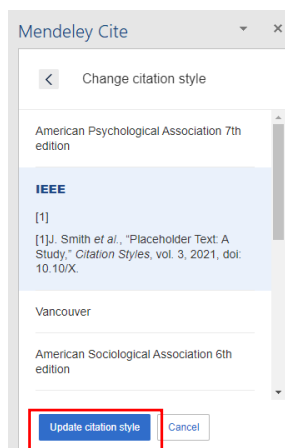 Mendeley Cite
Change citation style
American Psychological Association 7th
edition
IEEE
[1]
[1]J. Smith et al., “Placeholder Text: A
Study,” Citation Styles, vol. 3, 2021, doi:
10.10/X.
Vancouver
American Sociological Association 6th
edition
Update citation style
Cancel